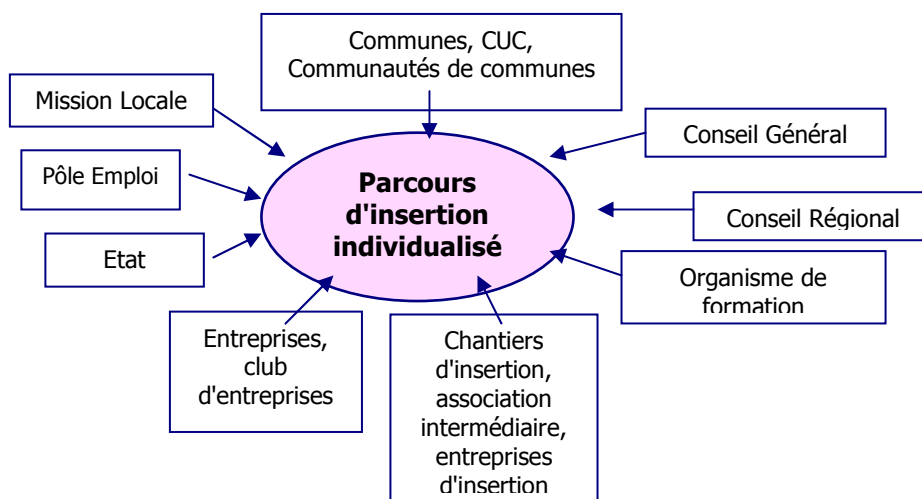 Communes, CUC,
Communautés de communes
Mission Locale
Conseil Général
Pôle Emploi
Parcours
d'insertion
individualisé
Conseil Régional
Etat
Organisme de
formation
Entreprises,
club
d'entreprises
Chantiers
d'insertion,
association
intermédiaire,
entreprises
d'insertion